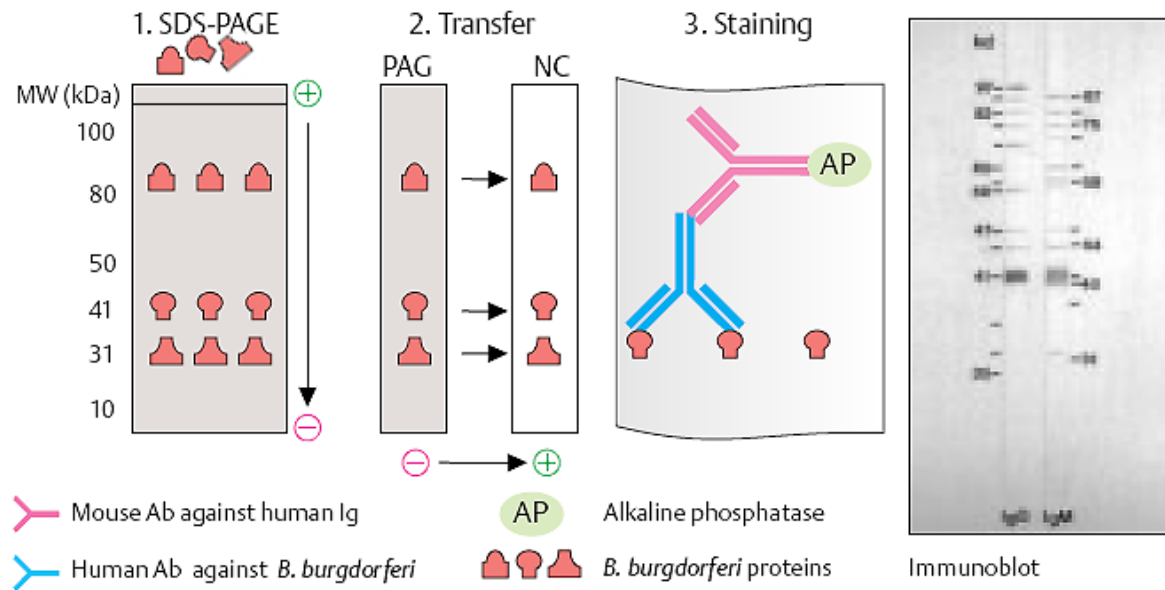 1. SDS-PAGE
2. Transfer
3. Staining
MW (kDa)
PAG
NC
100
80
50
41
31
10
AP
IgG IgM
Mouse Ab against human Ig
AP
Alkaline phosphatase
Human Ab against B. burgdorferi
B. burgdorferi proteins
Immunoblot